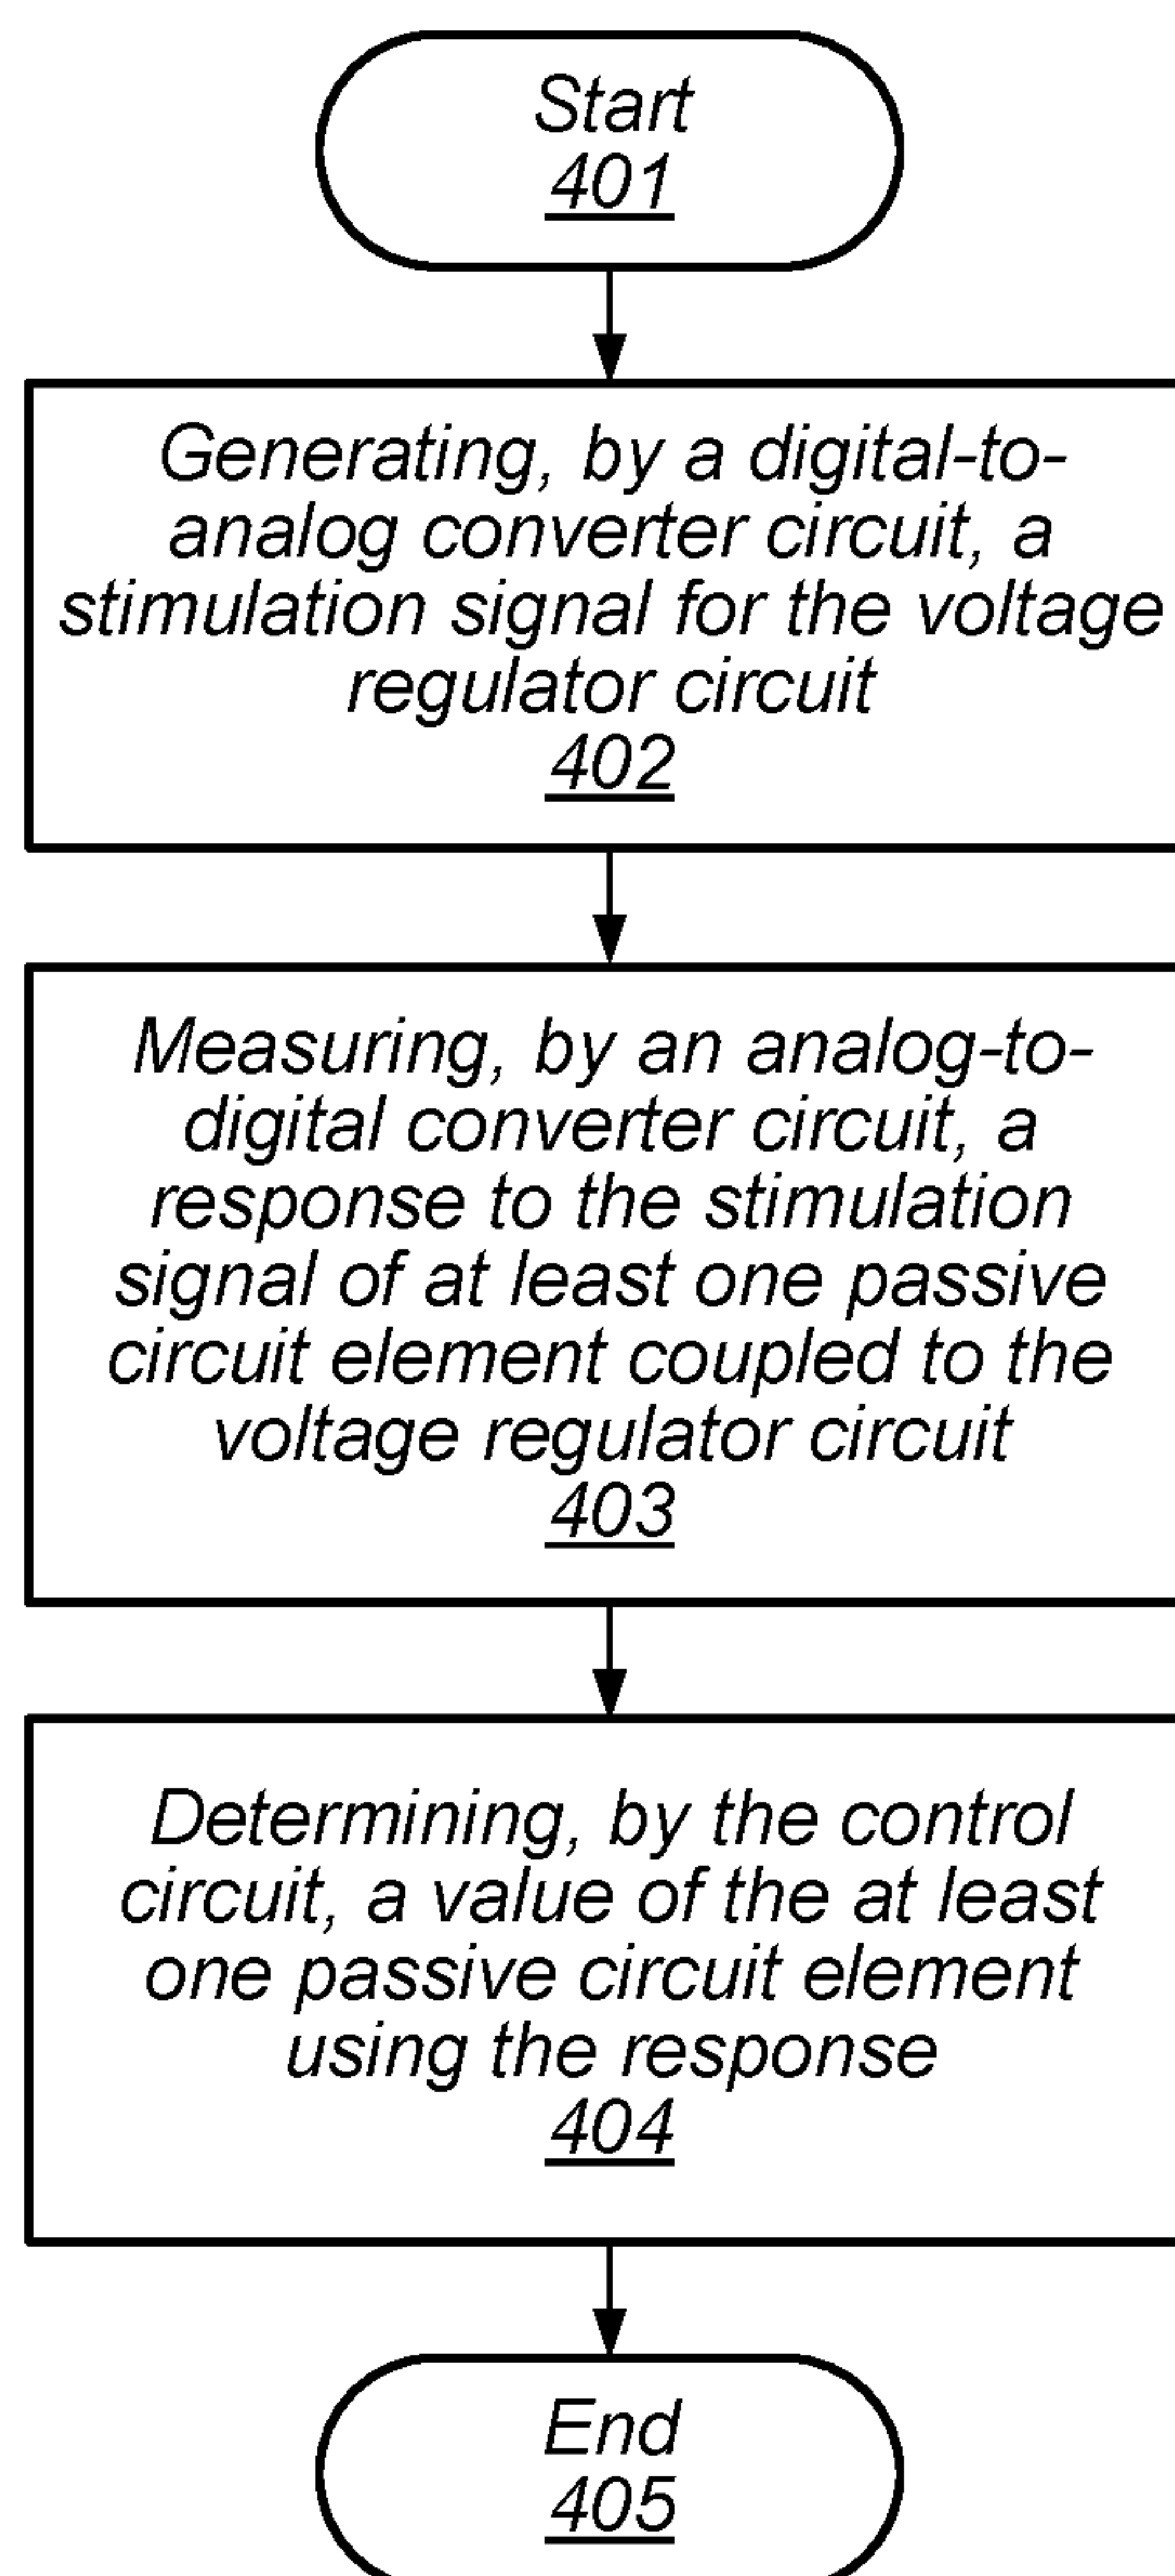 Start
401
Generating, by a digital-to-
analog converter circuit, a
stimulation signal for the voltage
regulator circuit
402
Measuring, by an analog-to-
digital converter circuit, a
response to the stimulation
signal of at least one passive
circuit element coupled to the
voltage regulator circuit
403
Determining, by the control
circuit, a value of the at least
one passive circuit element
using the response
404
End
405